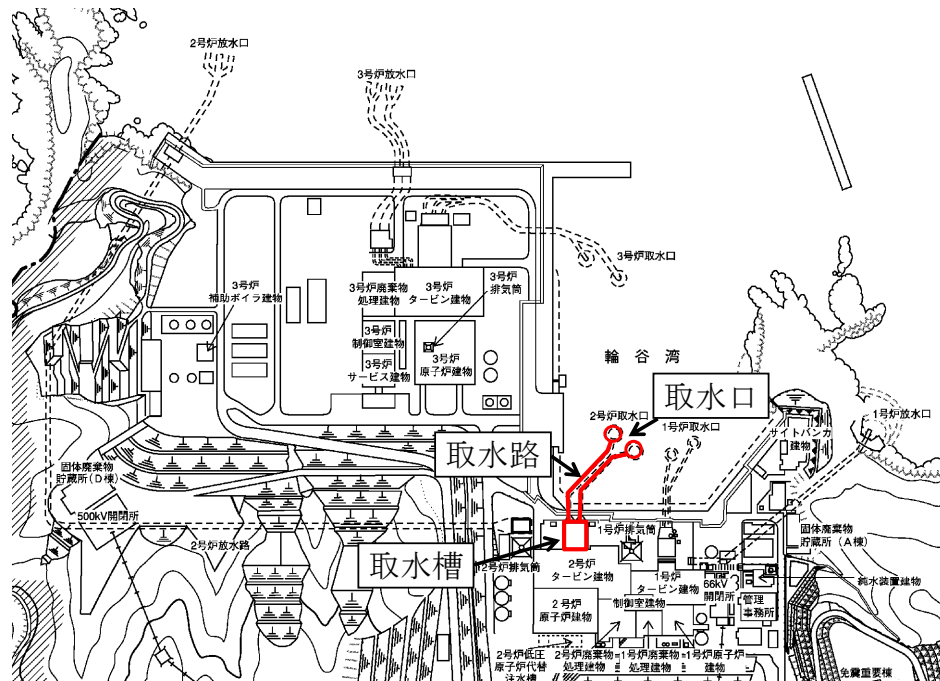 2号炉放水口
3号炉放水口
3号炉取水口
3号炉
補助ボイラ建物
3号炉廃棄物
処理建物
3号炉
タービン建物
3号炉
排気筒
3号炉
制御室建物
3号炉
サービス建物
3号炉
原子炉建物
輪谷湾
取水口
2号炉取水口
1号炉取水口
1号炉放水口
サイトバンカ
建物
取水路
固体廃棄物
貯蔵所(D棟)
500kV開閉所
2号炉放水路
取水槽
2号炉排気筒
1号炉排気筒
固体廃棄物
貯蔵所(A棟)
2号炉
タービン建物
1号炉
タービン建物
66kV
開閉所
純水装置建物
制御室建物
管理
事務所
2号炉
原子炉建物
2号炉低圧
原子炉代替
注水槽
2号炉廃棄物
処理建物
1号炉廃棄物
処理建物
1号炉原子炉
建物
免震重要棟